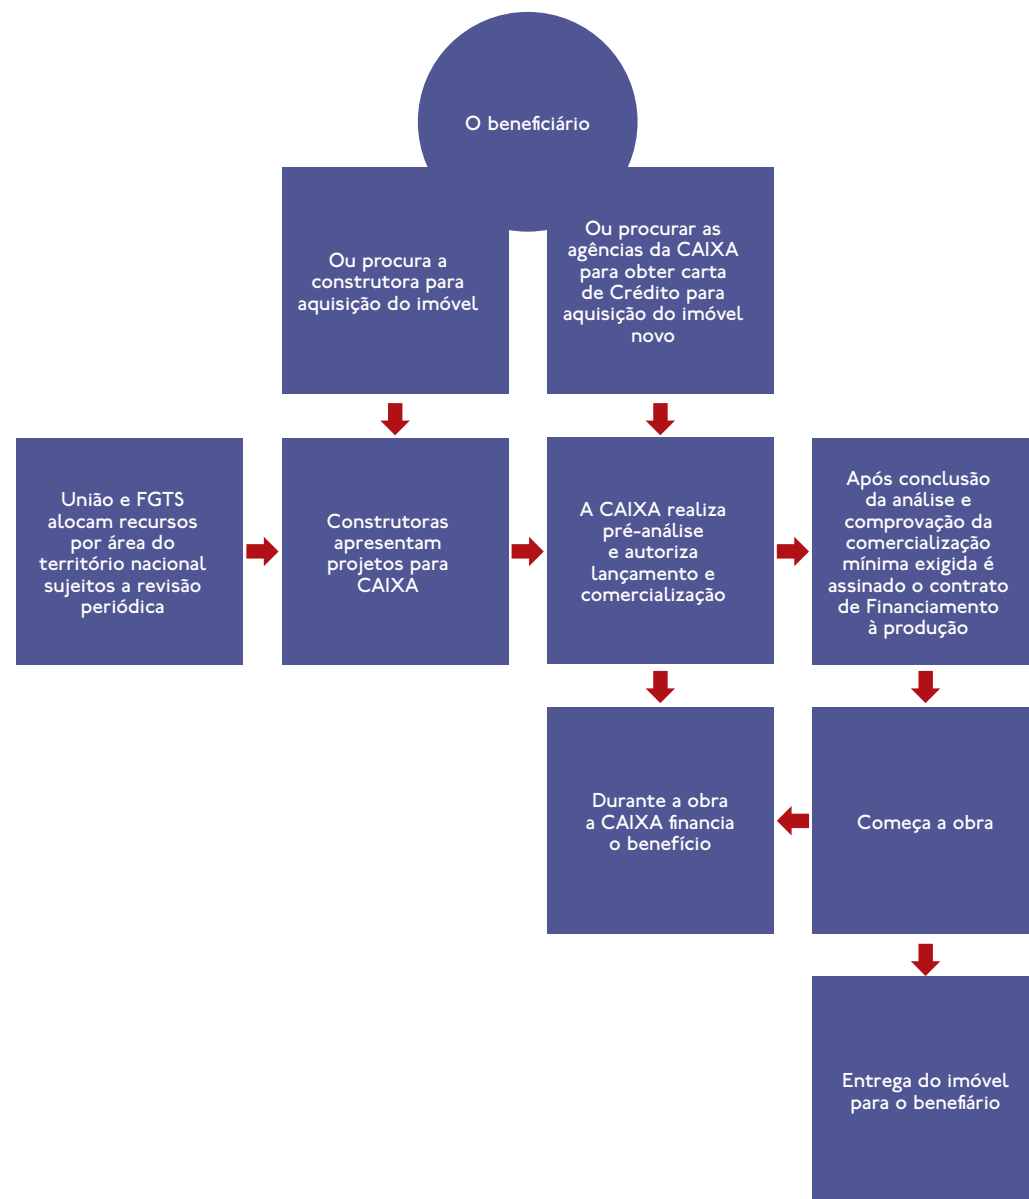 O beneficiário
Ou procura a
construtora para
aquisição do imóvel
Ou procurar as
agências da CAIXA
para obter carta
de Crédito para
aquisição do imóvel
novo
União e FGTS
alocam recursos
por área do
território nacional
sujeitos a revisão
periódica
Construtoras
apresentam
projetos para
CAIXA
A CAIXA realiza
pré-análise
e autoriza
lançamento e
comercialização
Após conclusão
da análise e
comprovação da
comercialização
mínima exigida é
assinado o contrato
de Financiamento
à produção
Durante a obra
a CAIXA financia
o benefício
Começa a obra
Entrega do imóvel
para o benefiário